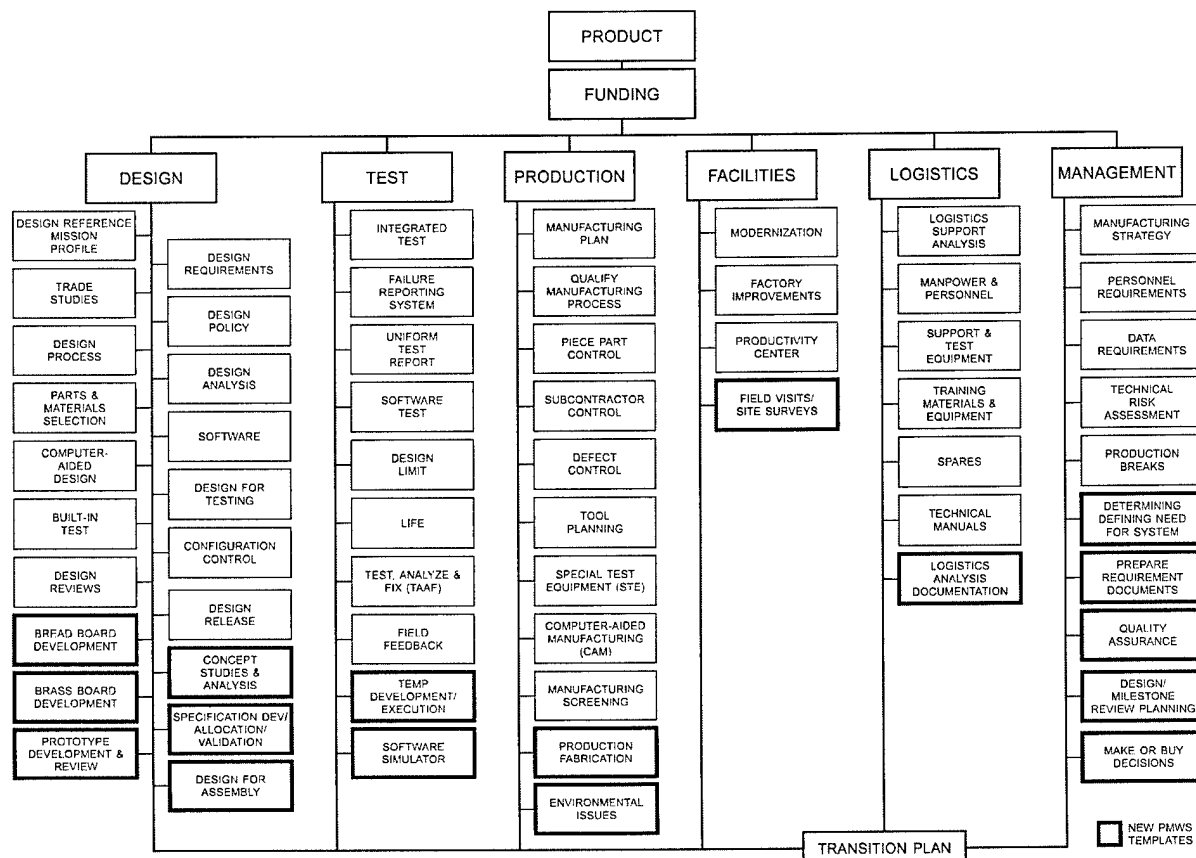 PRODUCT
FUNDING
DESIGN
TEST
PRODUCTION
FACILITIES
LOGISTICS
MANAGEMENT
DESIGN REFERENCE
MISSION
PROFILE
TRADE
STUDIES
DESIGN
PROCESS
PARTS &
MATERIALS
SELECTION
COMPUTER-
AIDED
DESIGN
BUILT-IN
TEST
DESIGN
REVIEWS
BREAD BOARD
DEVELOPMENT
BRASS BOARD
DEVELOPMENT
PROTOTYPE
DEVELOPMENT &
REVIEW
DESIGN
REQUIREMENTS
DESIGN
POLICY
DESIGN
ANALYSIS
SOFTWARE
DESIGN FOR
TESTING
CONFIGURATION
CONTROL
DESIGN
RELEASE
CONCEPT
STUDIES &
ANALYSIS
SPECIFICATION DEV/
ALLOCATION/
VALIDATION
DESIGN FOR
ASSEMBLY
INTEGRATED
TEST
FAILURE
REPORTING
SYSTEM
UNIFORM
TEST
REPORT
SOFTWARE
TEST
DESIGN
LIMIT
LIFE
TEST, ANALYZE &
FIX (TAAF)
FIELD
FEEDBACK
TEMP
DEVELOPMENT/
EXECUTION
SOFTWARE
SIMULATOR
MANUFACTURING
PLAN
QUALIFY
MANUFACTURING
PROCESS
PIECE PART
CONTROL
SUBCONTRACTOR
CONTROL
DEFECT
CONTROL
TOOL
PLANNING
SPECIAL TEST
EQUIPMENT (STE)
COMPUTER-AIDED
MANUFACTURING
(CAM)
MANUFACTURING
SCREENING
PRODUCTION
FABRICATION
ENVIRONMENTAL
ISSUES
MODERNIZATION
FACTORY
IMPROVEMENTS
PRODUCTIVITY
CENTER
FIELD VISITS/
SITE SURVEYS
LOGISTICS
SUPPORT
ANALYSIS
MANPOWER &
PERSONNEL
SUPPORT &
TEST
EQUIPMENT
TRAINING
MATERIALS &
EQUIPMENT
SPARES
TECHNICAL
MANUALS
LOGISTICS
ANALYSIS
DOCUMENTATION
MANUFACTURING
STRATEGY
PERSONNEL
REQUIREMENTS
DATA
REQUIREMENTS
TECHNICAL
RISK
ASSESSMENT
PRODUCTION
BREAKS
DETERMINING
DEFINING NEED
FOR SYSTEM
PREPARE
REQUIREMENT
DOCUMENTS
QUALITY
ASSURANCE
DESIGN/
MILESTONE
REVIEW PLANNING
MAKE OR BUY
DECISIONS
TRANSITION PLAN
NEW PMWS
TEMPLATES